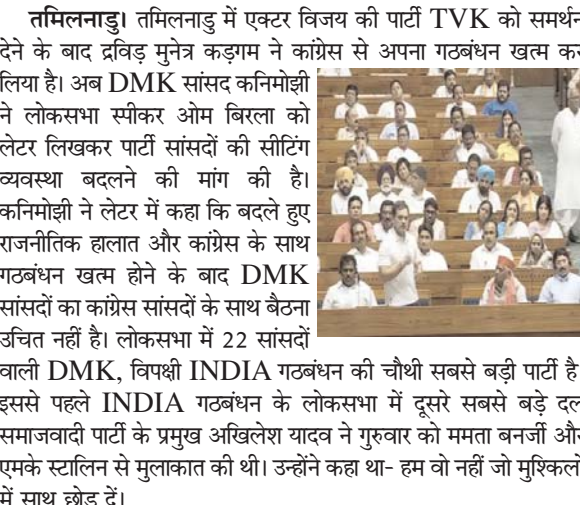 तमिलनाडु। तमिलनाडु में एक्टर विजय की पार्टी TVK को समर्थन
देने के बाद द्रविड़ मुनेत्र कड़गम ने कांग्रेस से अपना गठबंधन खत्म कर
लिया है। अब DMK सांसद कनिमोझी
ने लोकसभा स्पीकर ओम बिरला को
लेटर लिखकर पार्टी सांसदों की सीटिंग
व्यवस्था बदलने की मांग की है।
कनिमोझी ने लेटर में कहा कि बदले हुए
राजनीतिक हालात और कांग्रेस के साथ
गठबंधन खत्म होने के बाद DMK
सांसदों का कांग्रेस सांसदों के साथ बैठना
उचित नहीं है। लोकसभा में 22 सांसदों
वाली DMK, विपक्षी INDIA गठबंधन की चौथी सबसे बड़ी पार्टी है
इससे पहले INDIA गठबंधन के लोकसभा में दूसरे सबसे बड़े दल
समाजवादी पार्टी के प्रमुख अखिलेश यादव ने गुरुवार को ममता बनर्जी और
एमके स्टालिन से मुलाकात की थी। उन्होंने कहा था- हम वो नहीं जो मुश्किलों
में साथ छोड़ दें।